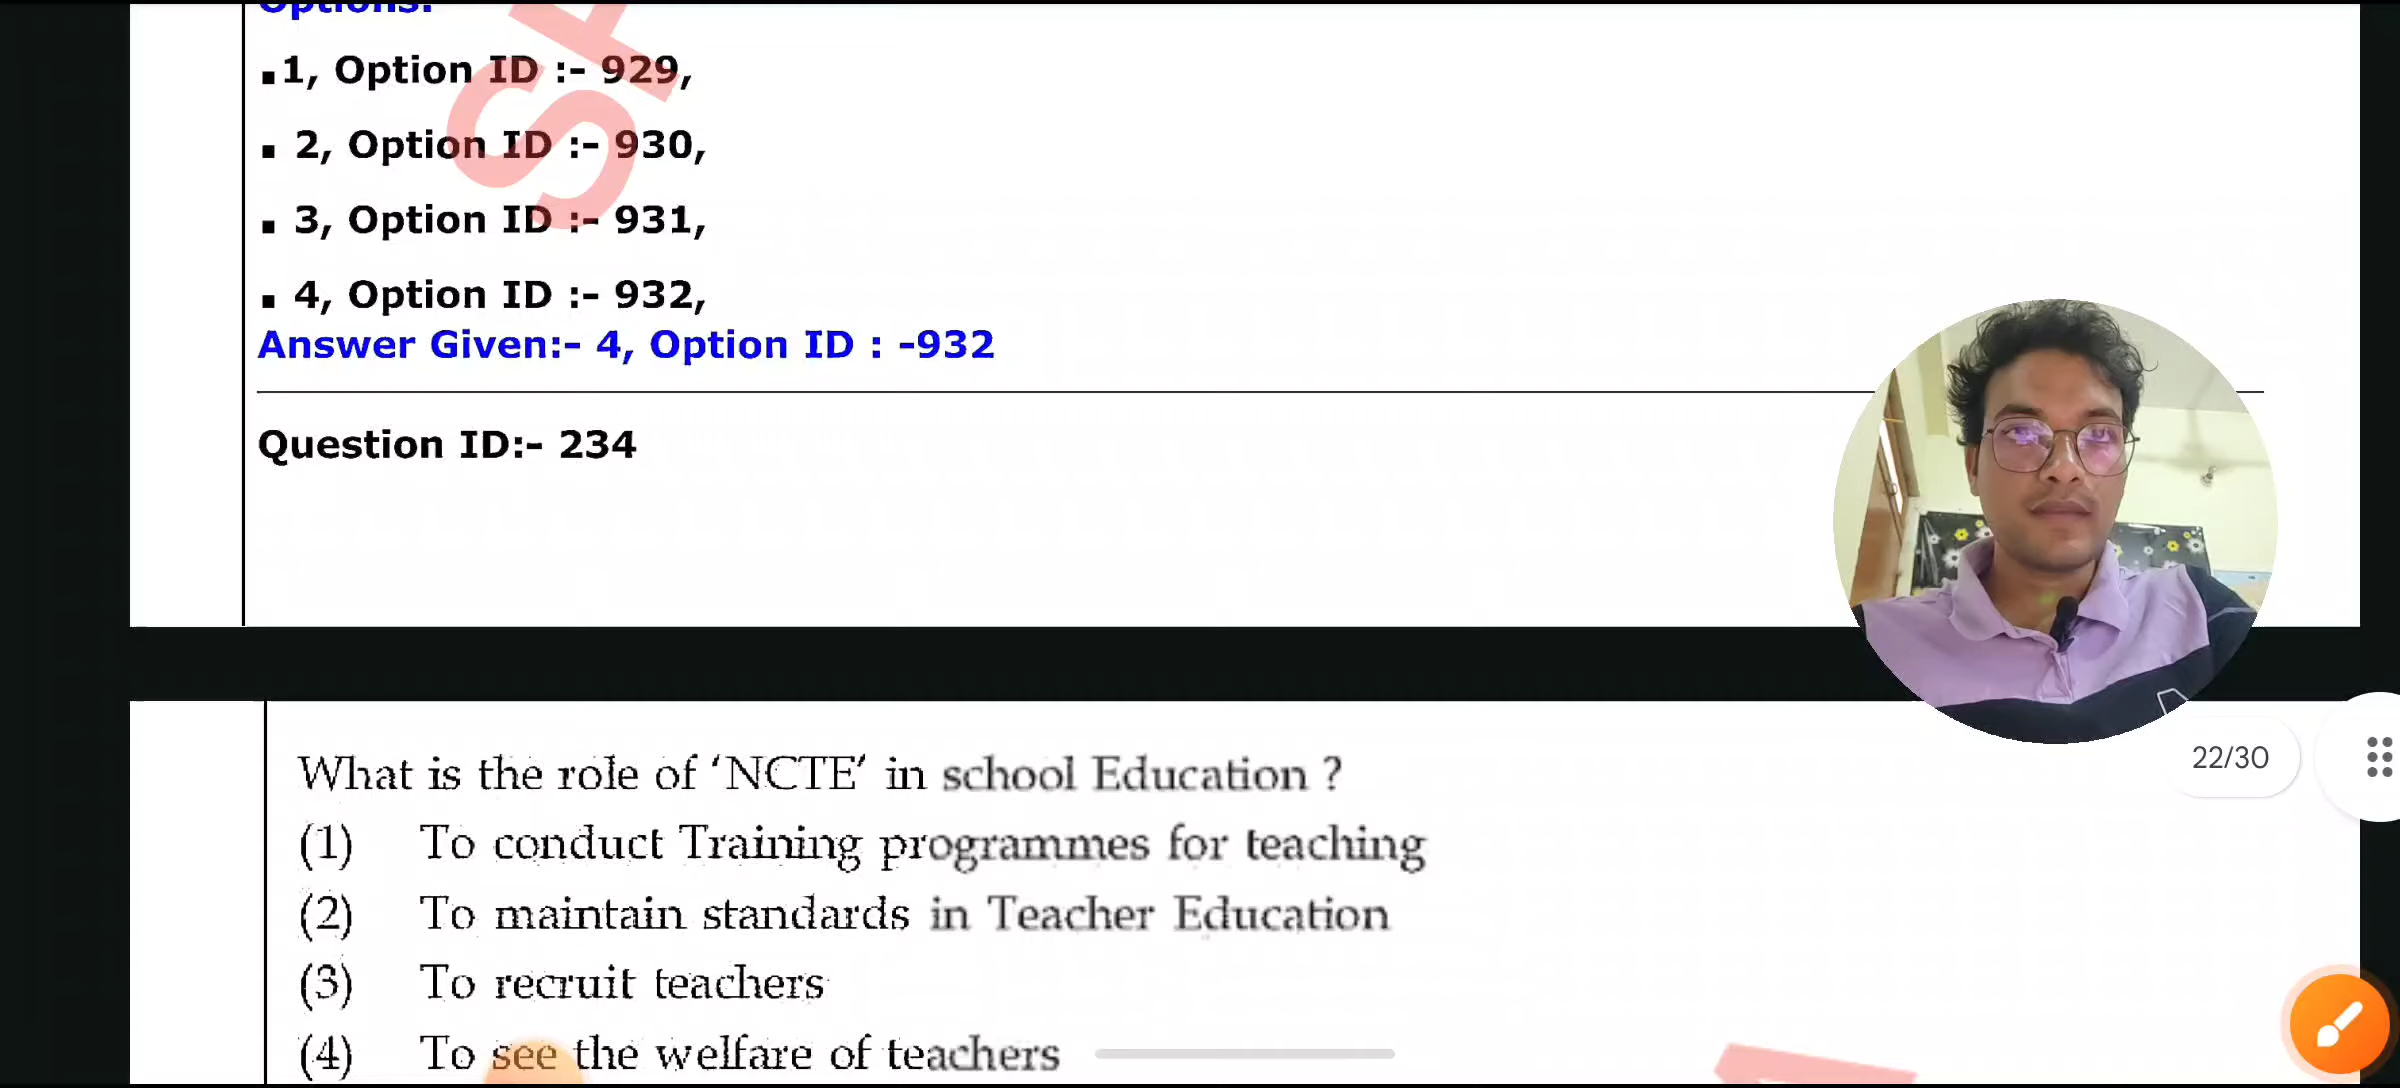 Options:
▪1, Option ID :- 929,
▪ 2, Option ID :- 930,
▪ 3, Option ID :- 931,
▪ 4, Option ID :- 932,
Answer Given:- 4, Option ID : -932
Question ID:- 234
22/30
What is the role of ‘NCTE’ in school Education ?
(1) To conduct Training programmes for teaching
(2) To maintain standards in Teacher Education
(3) To recruit teachers
(4) To see the welfare of teachers